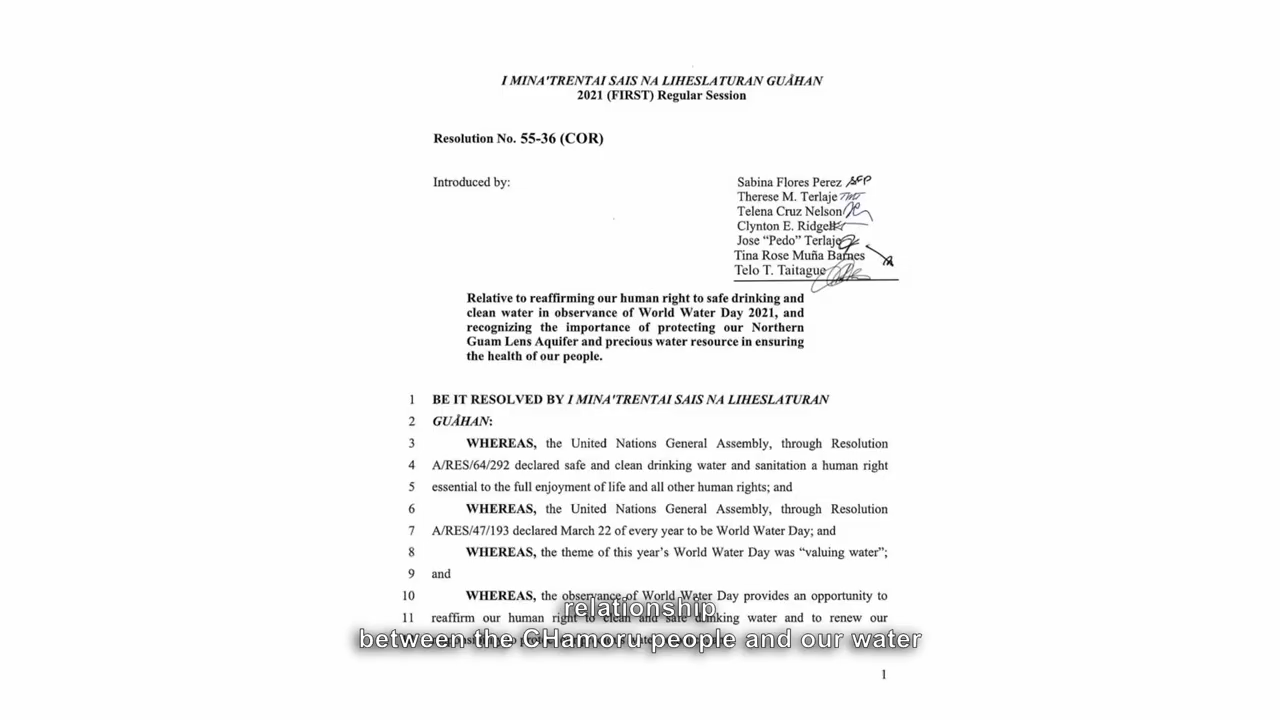 I MINA'TRENTAI SAIS NA LIHESLATURAN GUÅHAN
2021 (FIRST) Regular Session
Resolution No. 55-36 (COR)
Introduced by:
Sabina Flores Perez
Therese M. Terlaje
Telena Cruz Nelson
Clynton E. Ridgell
Jose “Pedo” Terlaje
Tina Rose Muña Barnes
Telo T. Taitague
Relative to reaffirming our human right to safe drinking and
clean water in observance of World Water Day 2021, and
recognizing the importance of protecting our Northern
Guam Lens Aquifer and precious water resource in ensuring
the health of our people.
1 BE IT RESOLVED BY I MINA'TRENTAI SAIS NA LIHESLATURAN
2 GUÅHAN:
3 WHEREAS, the United Nations General Assembly, through Resolution
4 A/RES/64/292 declared safe and clean drinking water and sanitation a human right
5 essential to the full enjoyment of life and all other human rights; and
6 WHEREAS, the United Nations General Assembly, through Resolution
7 A/RES/47/193 declared March 22 of every year to be World Water Day; and
8 WHEREAS, the theme of this year’s World Water Day was “valuing water”;
9 and
10 WHEREAS, the observance of World Water Day provides an opportunity to
11 reaffirm our human right to clean and safe drinking water and to renew our
relationship
between the CHamoru people and our water
1